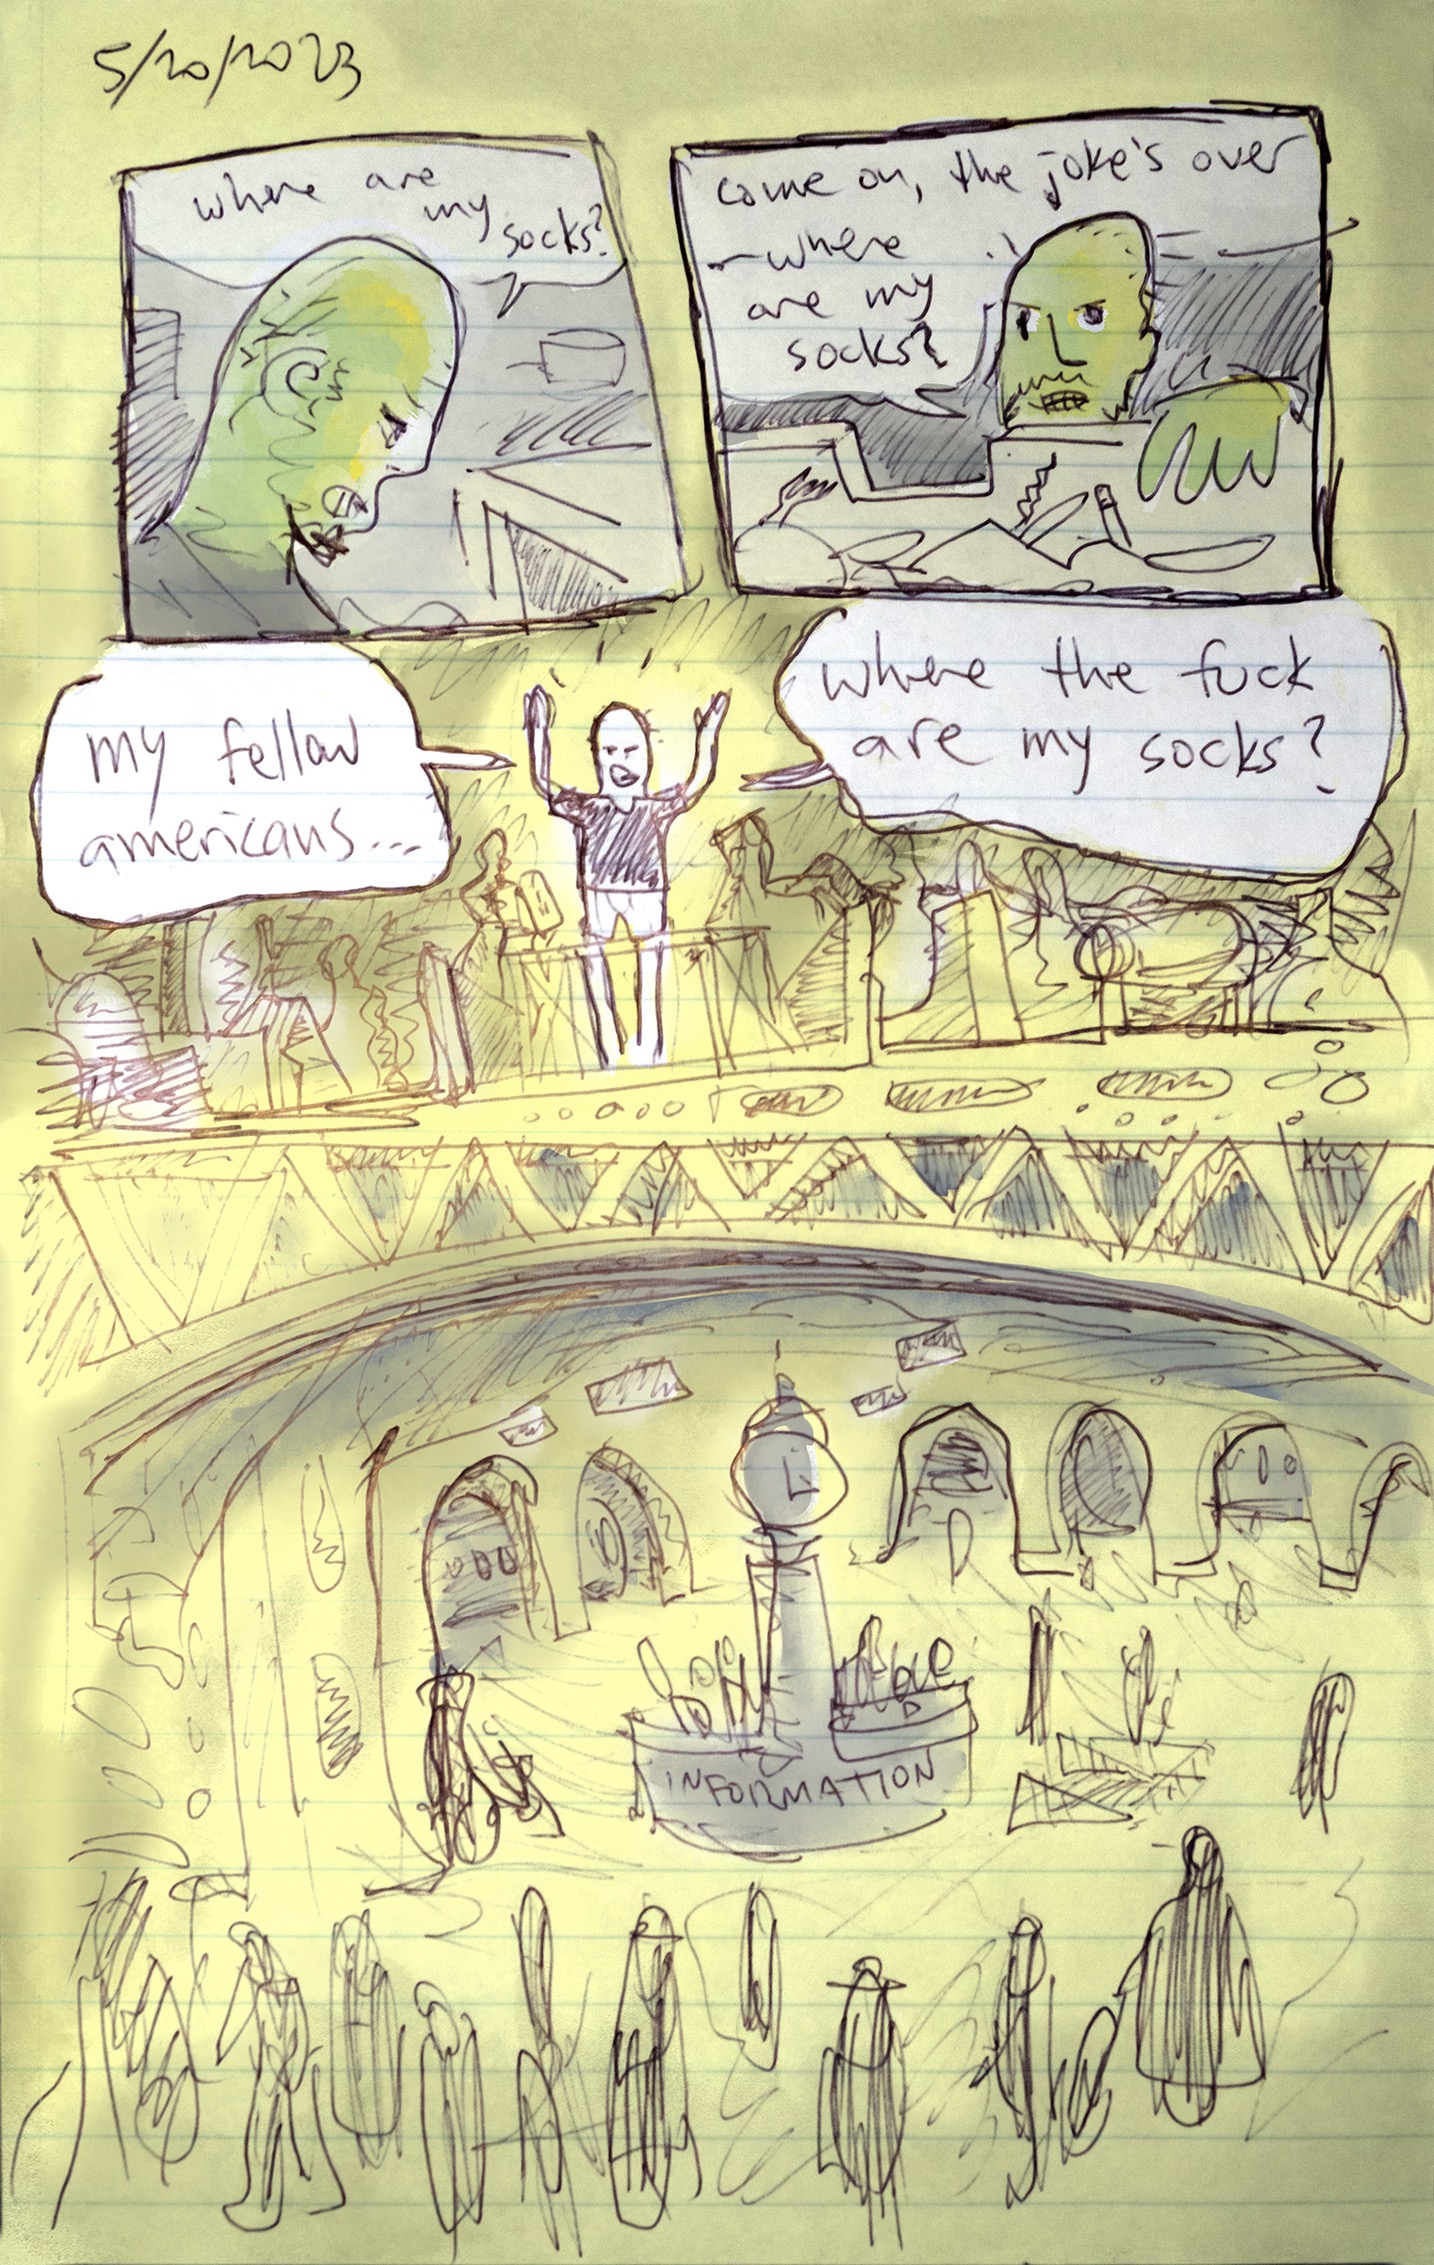 5/20/2023
where are
my
socks?
come on, the joke's over
—where
are my
socks?
my fellow
americans...
where the fuck
are my socks?
INFORMATION